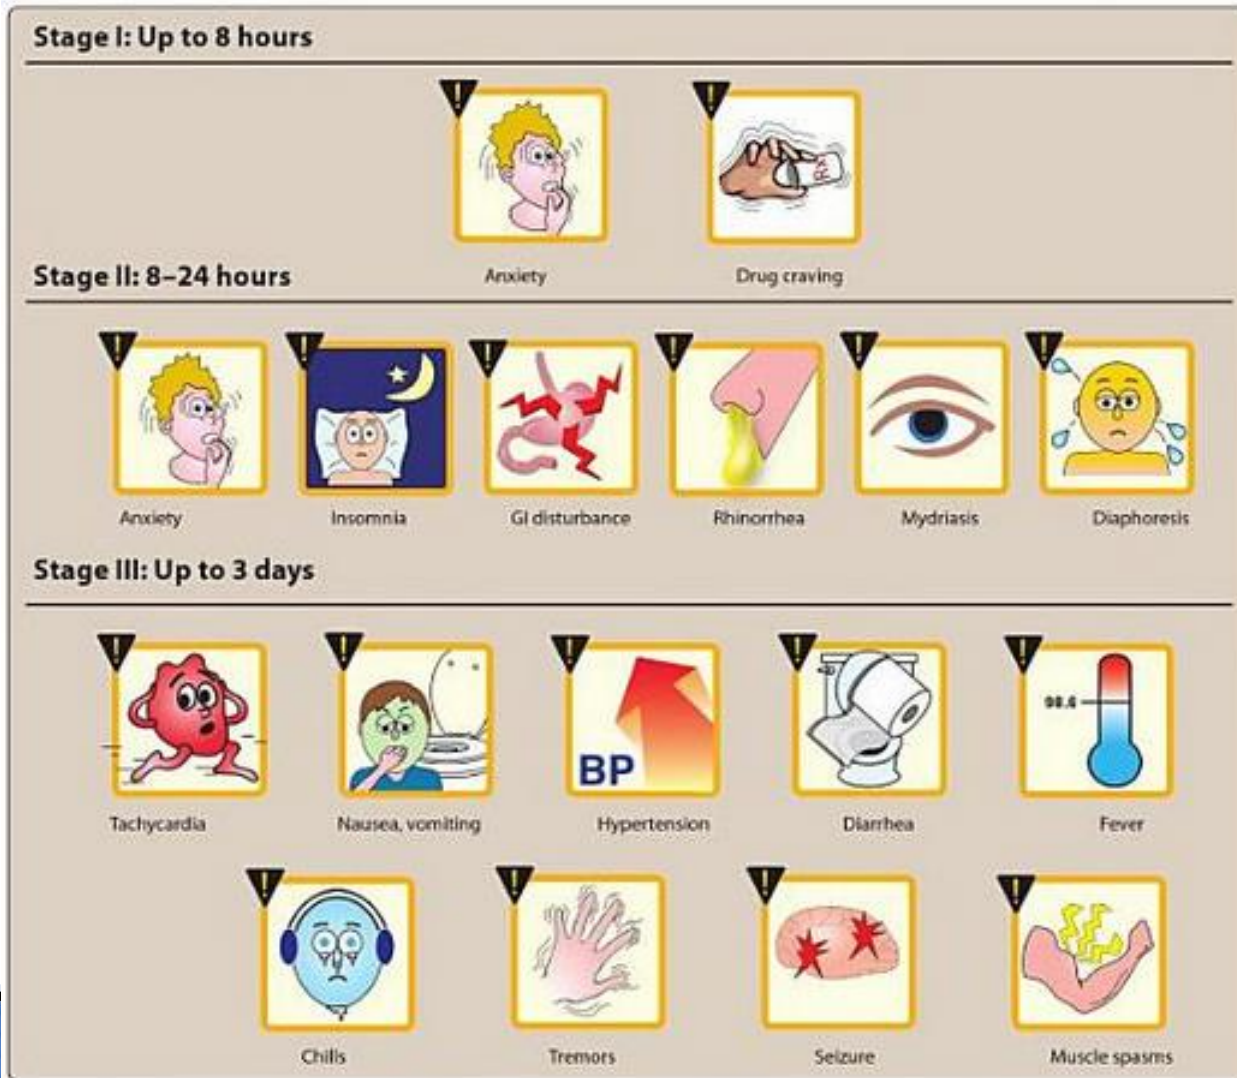 Stage I: Up to 8 hours
Rx
Anxiety
Drug craving
Stage II: 8–24 hours
Anxiety
Insomnia
GI disturbance
Rhinorrhea
Mydriasis
Diaphoresis
Stage III: Up to 3 days
BP
98.6
Tachycardia
Nausea, vomiting
Hypertension
Diarrhea
Fever
Chills
Tremors
Seizure
Muscle spasms